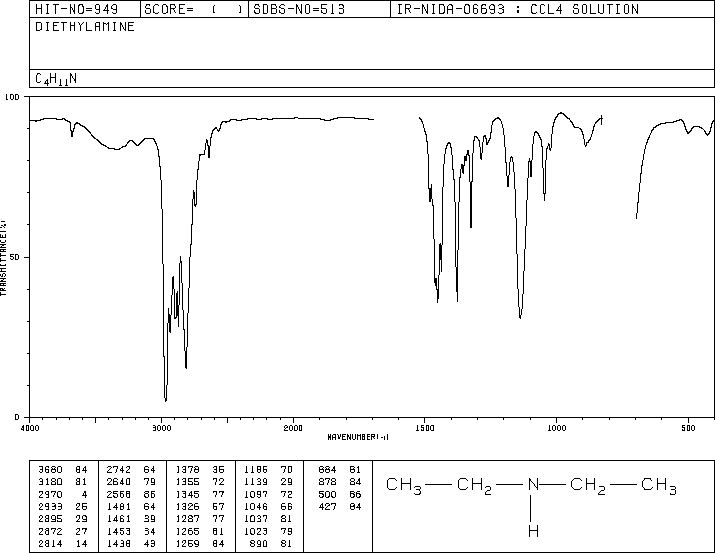 HIT-NO=949 SCORE= ( ) SDBS-NO=513 IR-NIDA-06693 : CCL4 SOLUTION
DIETHYLAMINE
C4H11N
100
50
0
TRANSMITTANCE(%)
4000 3000 2000 1500 1000 500
WAVENUMBER(-1)
3680 84 2742 64 1378 35 1186 70 684 81
3180 81 2640 79 1355 72 1139 29 878 84
2970 4 2568 86 1345 77 1097 72 500 86
2933 25 1481 64 1326 57 1046 66 427 84
2895 29 1461 39 1287 77 1037 81
2872 27 1453 34 1265 81 1023 79
2814 14 1438 43 1259 84 890 81
CH3 CH2 N CH2 CH3
H